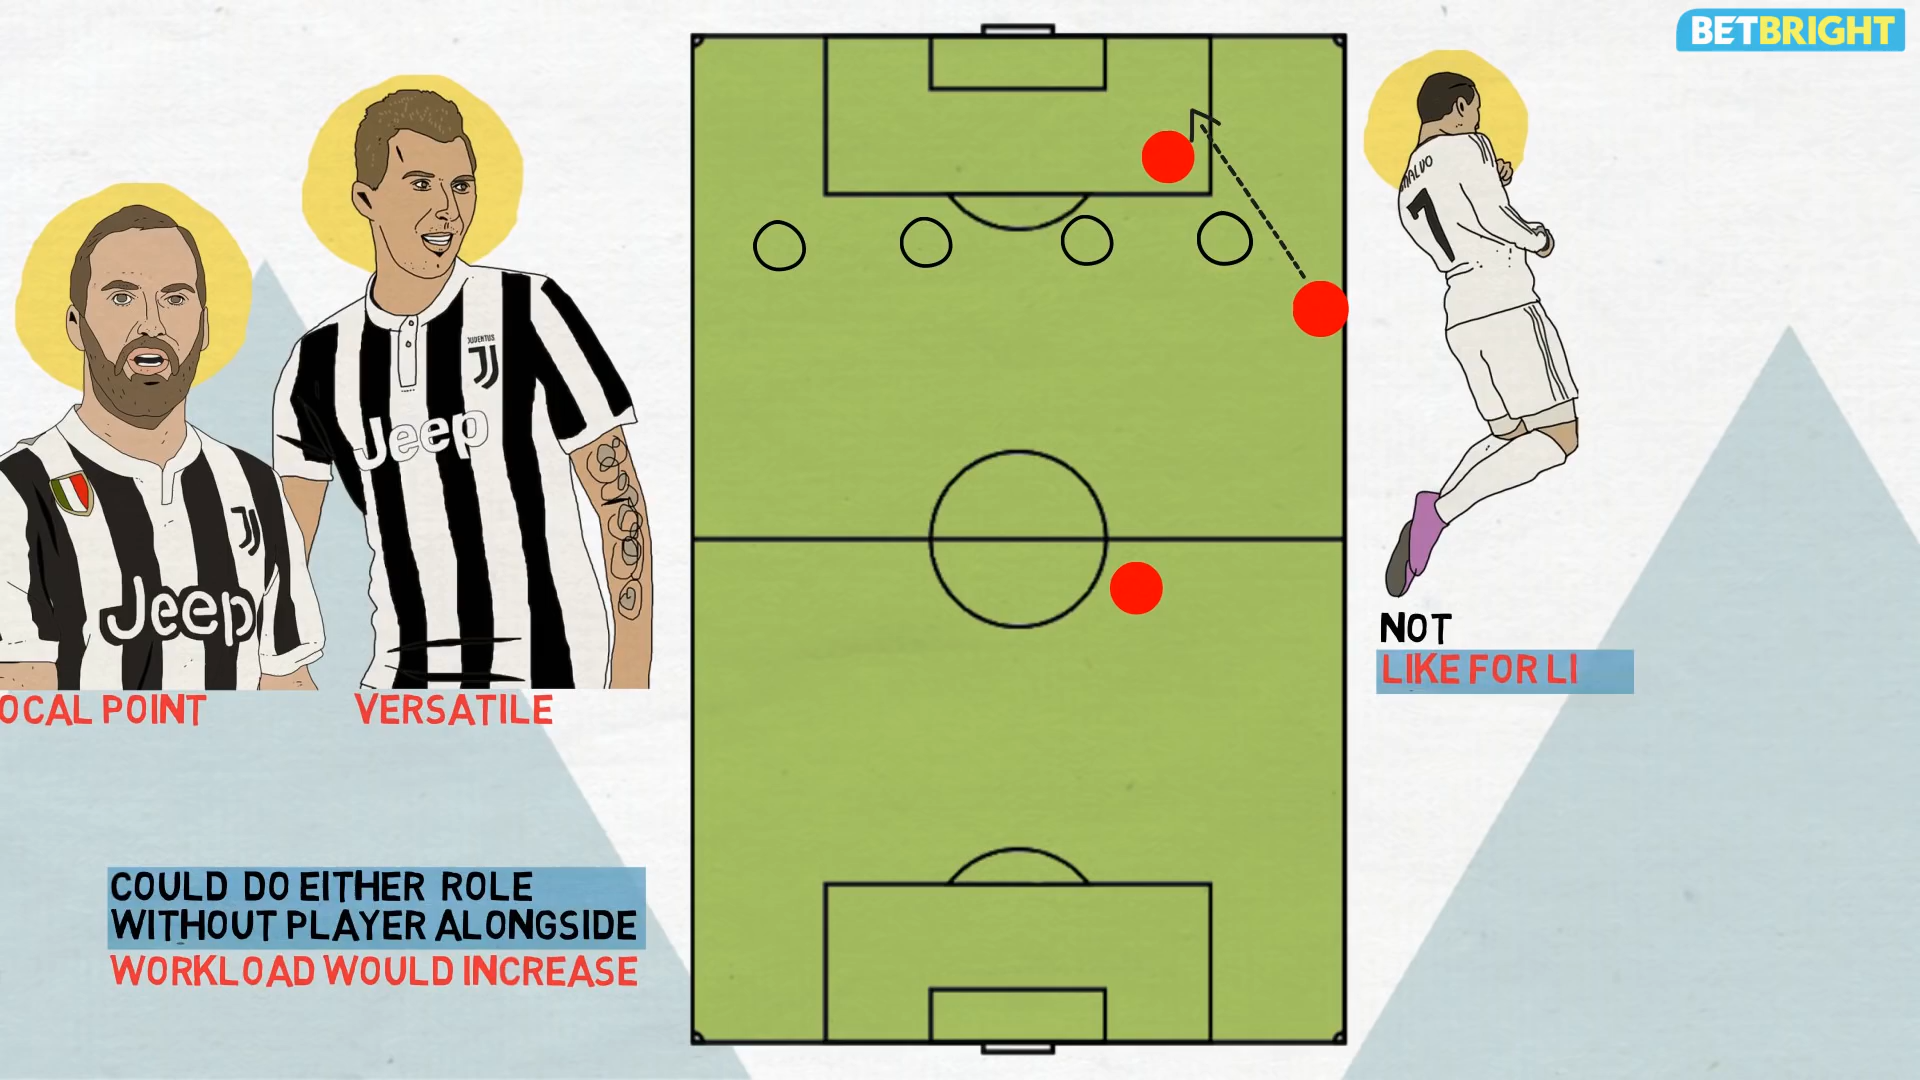 BETBRIGHT
NALDO
7
JUVENTUS
Jeep
Jeep
OCAL POINT
VERSATILE
NOT
LIKE FOR LI
COULD DO EITHER ROLE
WITHOUT PLAYER ALONGSIDE
WORKLOAD WOULD INCREASE